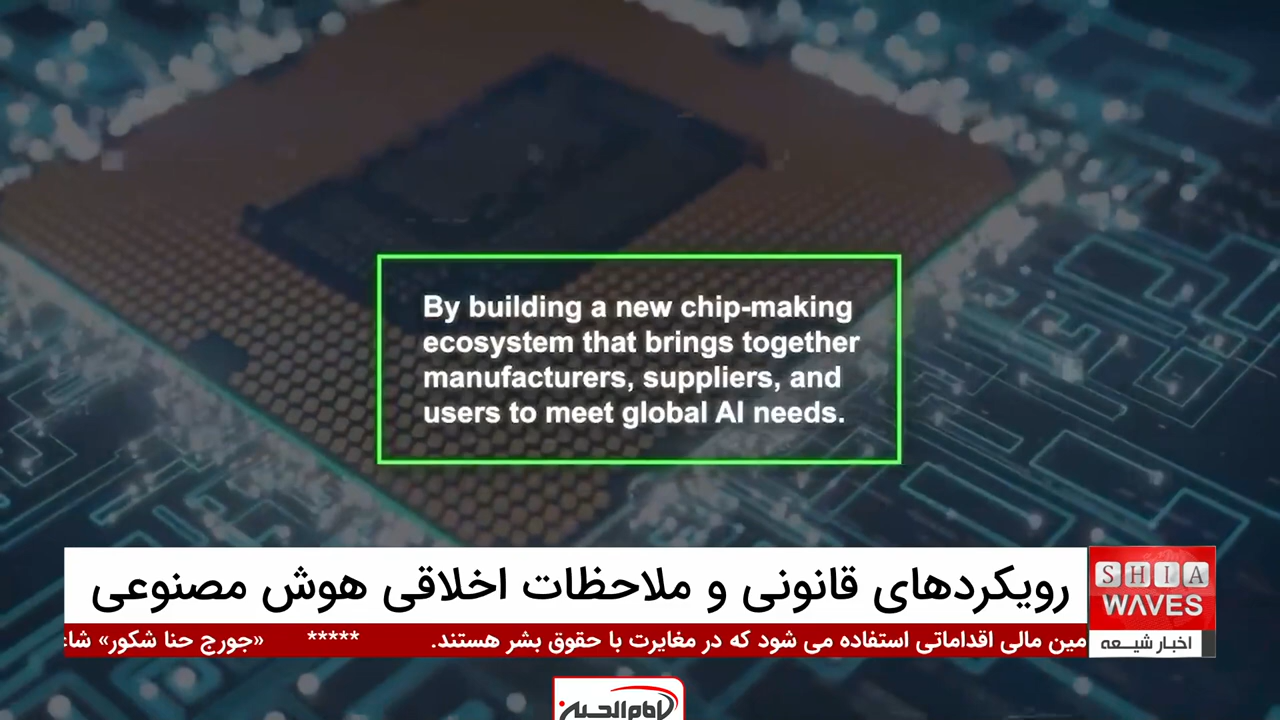 By building a new chip-making
ecosystem that brings together
manufacturers, suppliers, and
users to meet global AI needs.
رویکردهای قانونی و ملاحظات اخلاقی هوش مصنوعی
SHIA
WAVES
مین مالی اقداماتی استفاده می شود که در مغایرت با حقوق بشر هستند. ***** «جورج حنا شکور» شاع
اخبار شیـعه